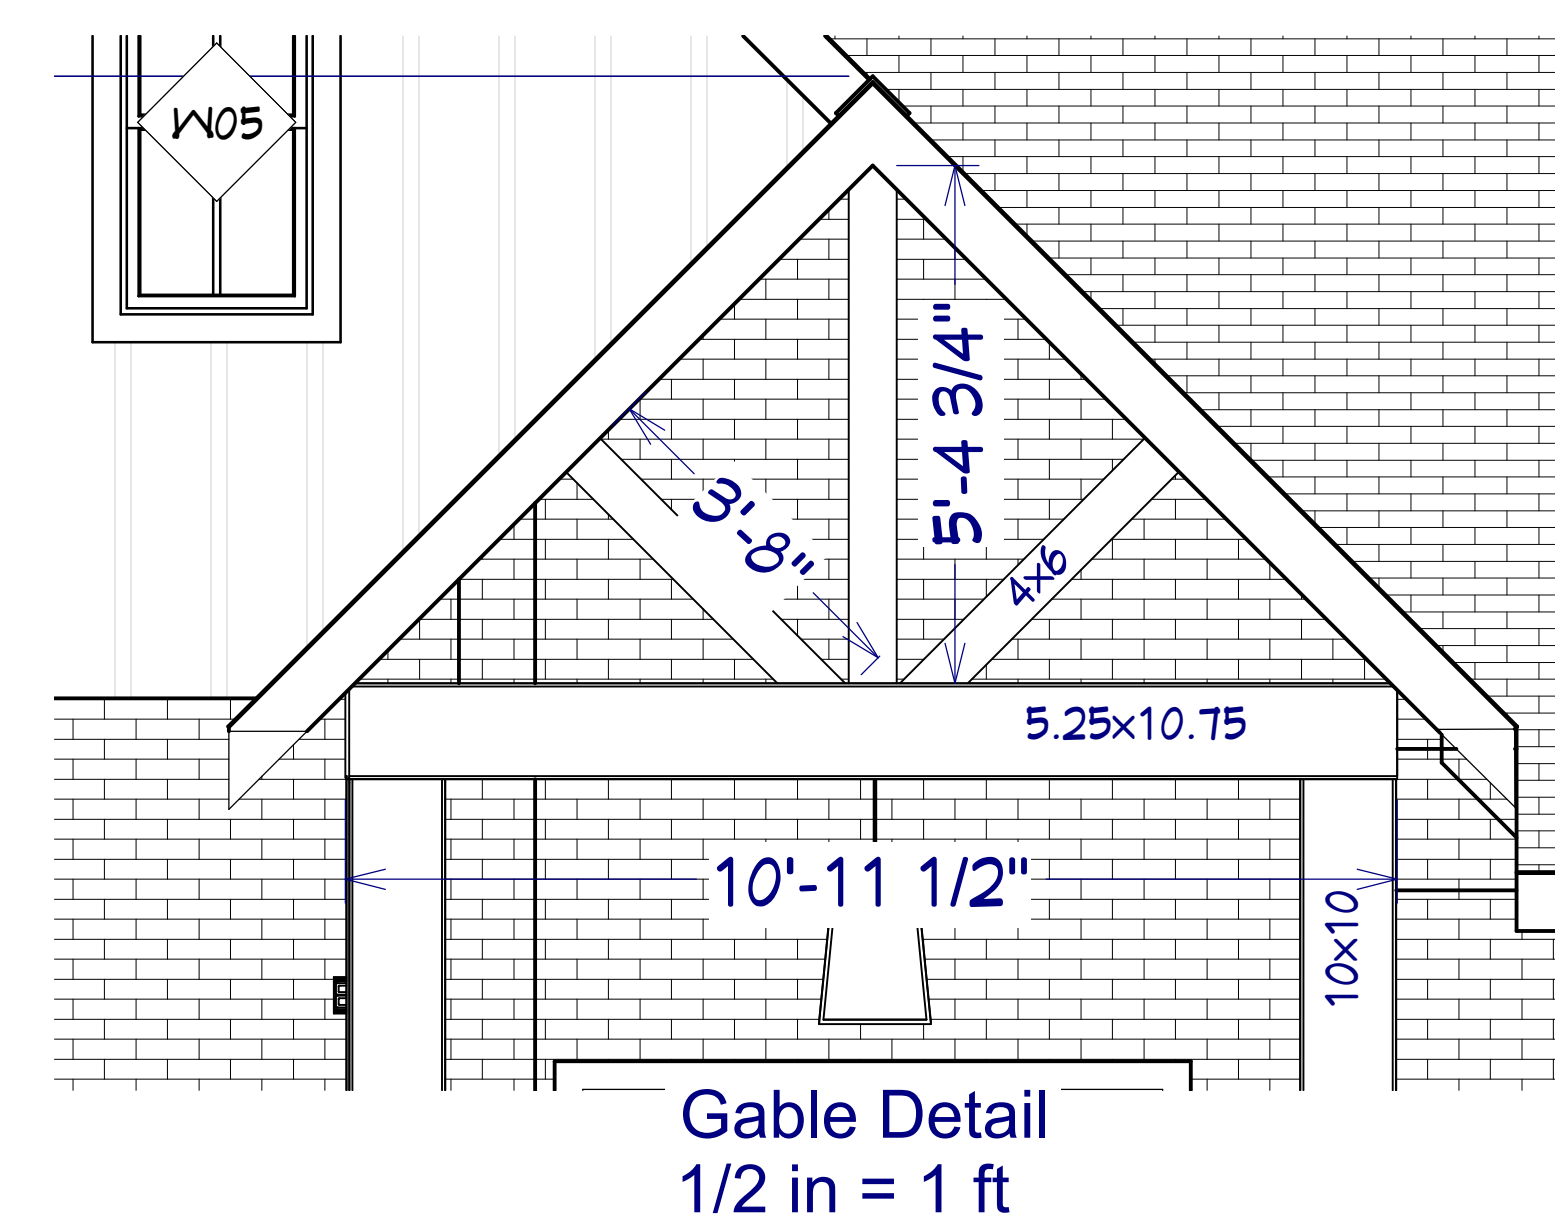 W05
5'-4 3/4"
3'-8"
4x6
5.25x10.75
10'-11 1/2"
10x10
Gable Detail
1/2 in = 1 ft